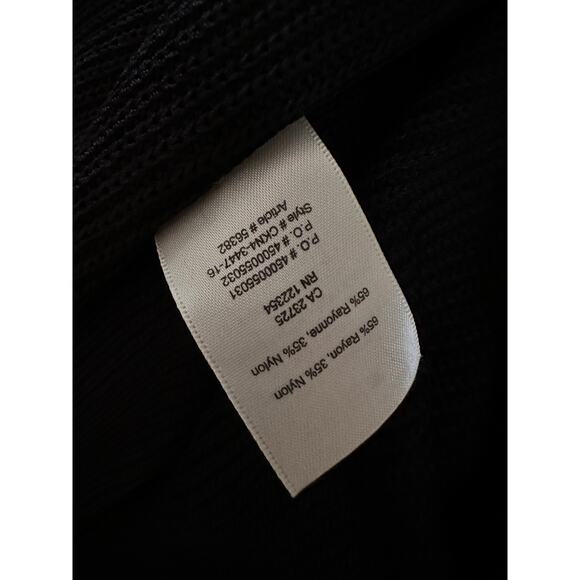 65% Rayon, 35% Nylon
65% Rayonne, 35% Nylon
CA 23725
RN 122354
P.O. # 4500055031
P.O. # 4500055032
Style # CKN4-3447-16
Article # 56382